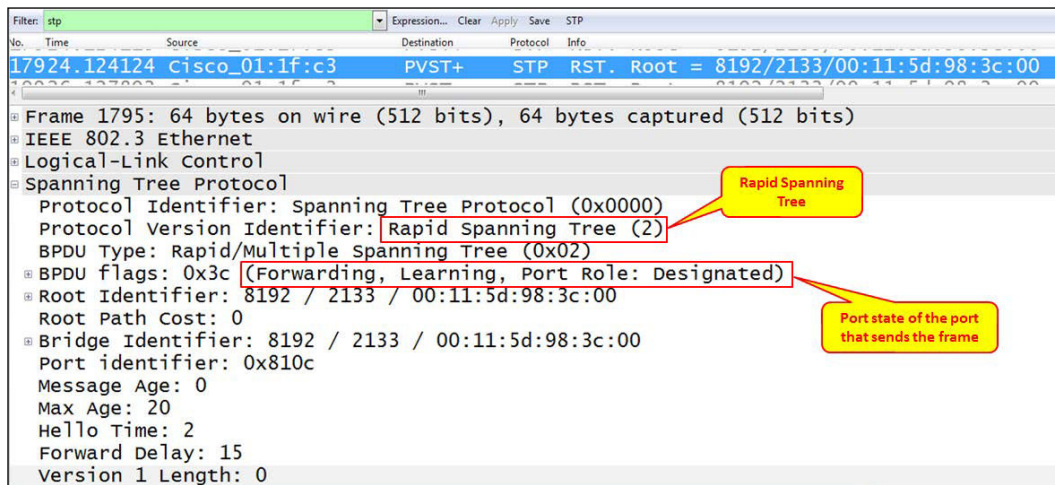 Filter: stp Expression... Clear Apply Save STP
No. Time Source Destination Protocol Info
17924.124124 Cisco_01:1f:c3 PVST+ STP RST. Root = 8192/2133/00:11:5d:98:3c:00
Frame 1795: 64 bytes on wire (512 bits), 64 bytes captured (512 bits)
IEEE 802.3 Ethernet
Logical-Link Control
Spanning Tree Protocol
Rapid Spanning
Tree
Protocol Identifier: Spanning Tree Protocol (0x0000)
Protocol Version Identifier: Rapid Spanning Tree (2)
BPDU Type: Rapid/Multiple Spanning Tree (0x02)
BPDU flags: 0x3c (Forwarding, Learning, Port Role: Designated)
Root Identifier: 8192 / 2133 / 00:11:5d:98:3c:00
Root Path Cost: 0
Port state of the port
that sends the frame
Bridge Identifier: 8192 / 2133 / 00:11:5d:98:3c:00
Port identifier: 0x810c
Message Age: 0
Max Age: 20
Hello Time: 2
Forward Delay: 15
Version 1 Length: 0